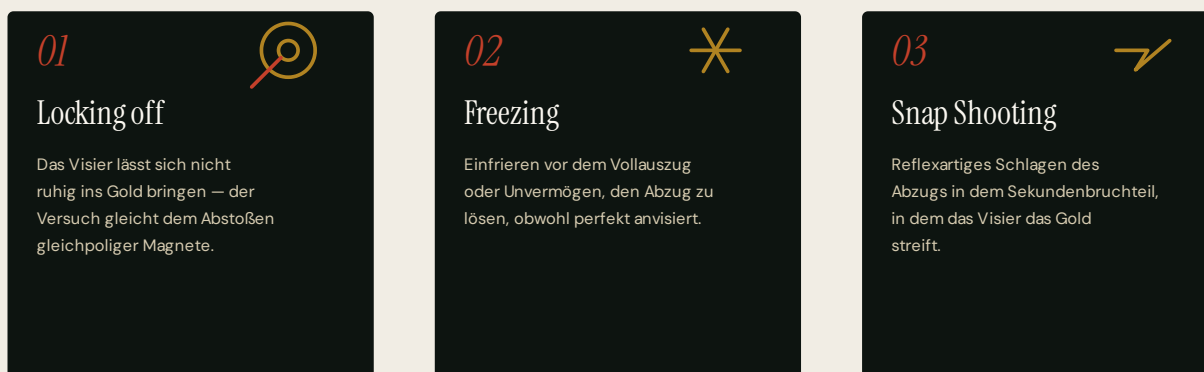 01
Locking off
Das Visier lässt sich nicht
ruhig ins Gold bringen — der
Versuch gleicht dem Abstoßen
gleichpoliger Magnete.
02
Freezing
Einfrieren vor dem Vollauszug
oder Unvermögen, den Abzug zu
lösen, obwohl perfekt anvisiert.
03
Snap Shooting
Reflexartiges Schlagen des
Abzugs in dem Sekundenbruchteil,
in dem das Visier das Gold
streift.